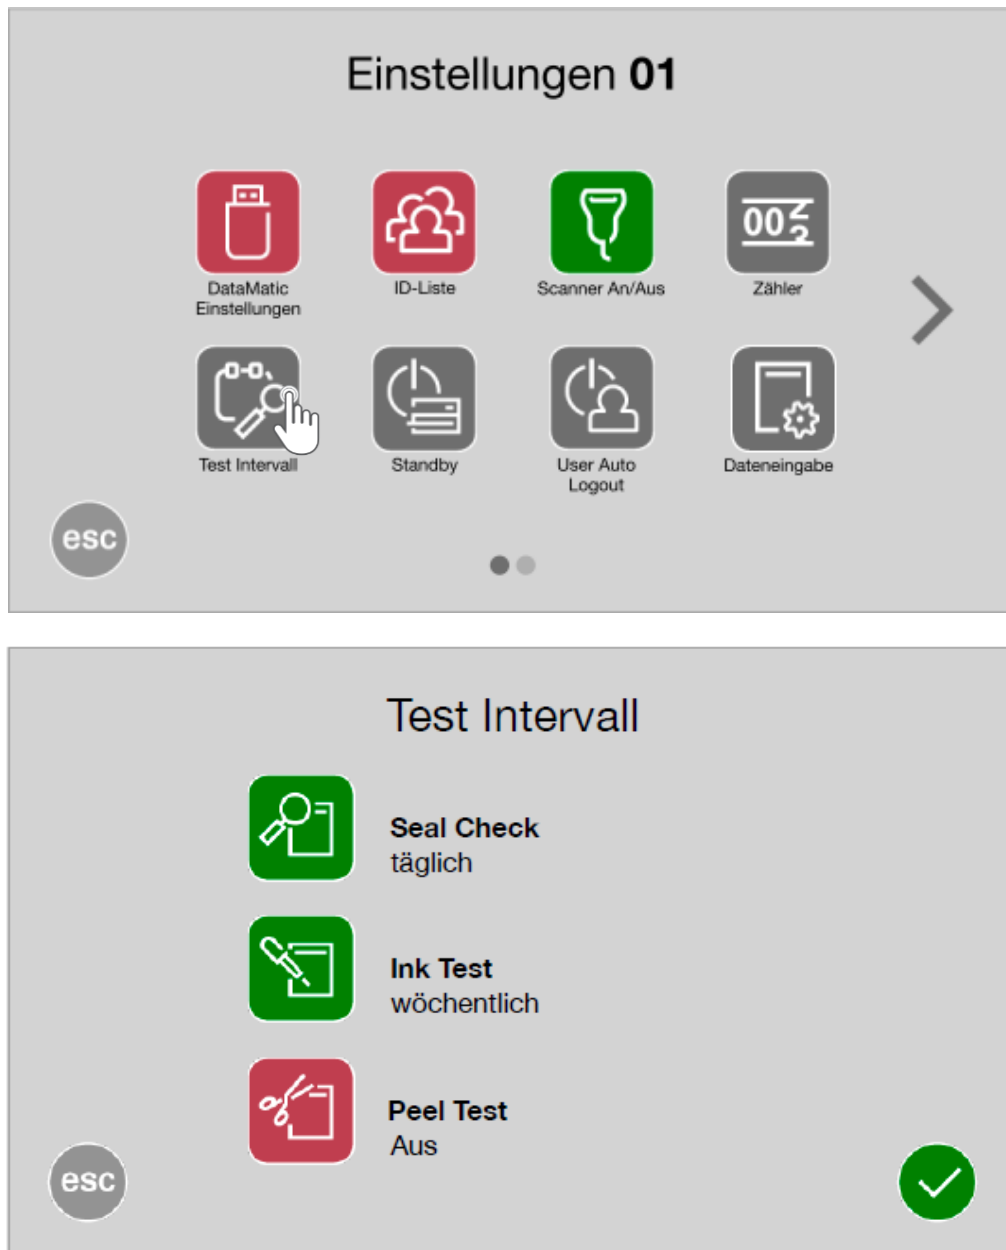 Einstellungen 01
DataMatic
Einstellungen
ID-Liste
Scanner An/Aus
002
Zähler
Test Intervall
Standby
User Auto
Logout
Dateneingabe
esc
Test Intervall
Seal Check
täglich
Ink Test
wöchentlich
Peel Test
Aus
esc